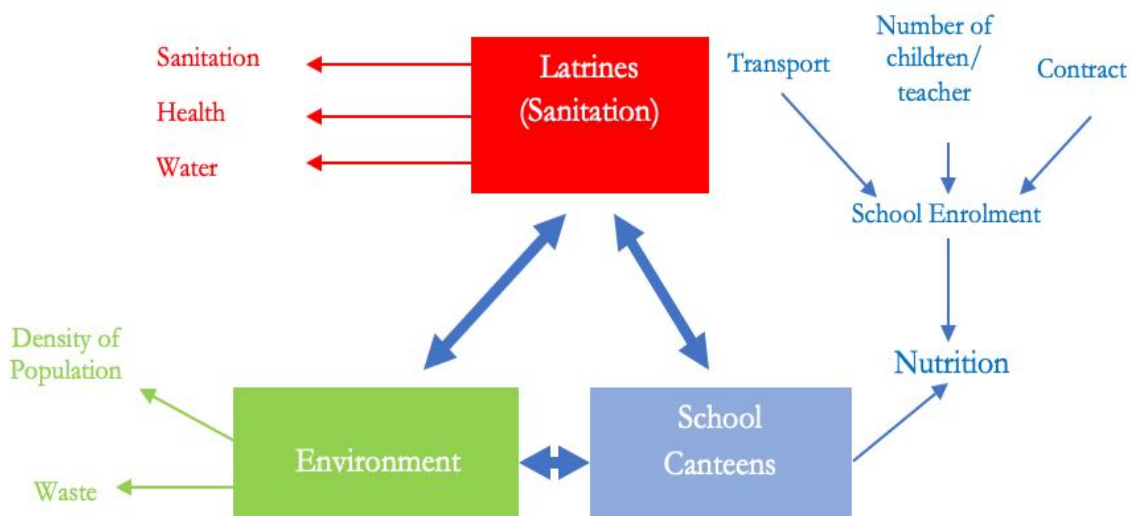 Sanitation
Health
Water
Latrines
(Sanitation)
Transport
Number of
children/
teacher
Contract
School Enrolment
Nutrition
Density of
Population
Waste
Environment
School
Canteens